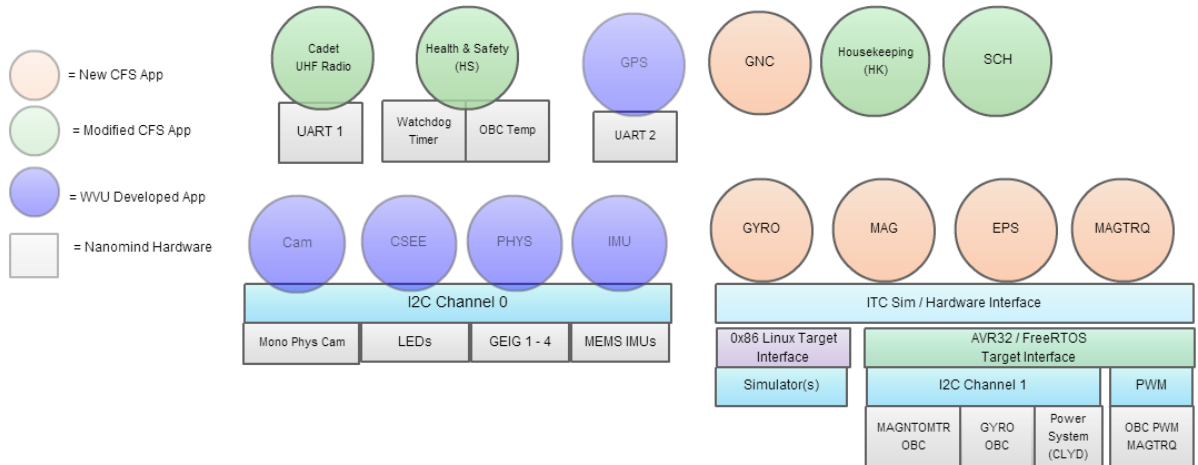 = New CFS App
= Modified CFS App
= WVU Developed App
= Nanomind Hardware
Cadet
UHF Radio
UART 1
Health & Safety
(HS)
Watchdog
Timer
OBC Temp
GPS
UART 2
GNC
Housekeeping
(HK)
SCH
Cam
CSEE
PHYS
IMU
I2C Channel 0
Mono Phys Cam
LEDs
GEIG 1 - 4
MEMS IMUs
GYRO
MAG
EPS
MAGTRQ
ITC Sim / Hardware Interface
0x86 Linux Target
Interface
AVR32 / FreeRTOS
Target Interface
Simulator(s)
I2C Channel 1
PWM
MAGNTOMTR
OBC
GYRO
OBC
Power
System
(CLYD)
OBC PWM
MAGTRQ